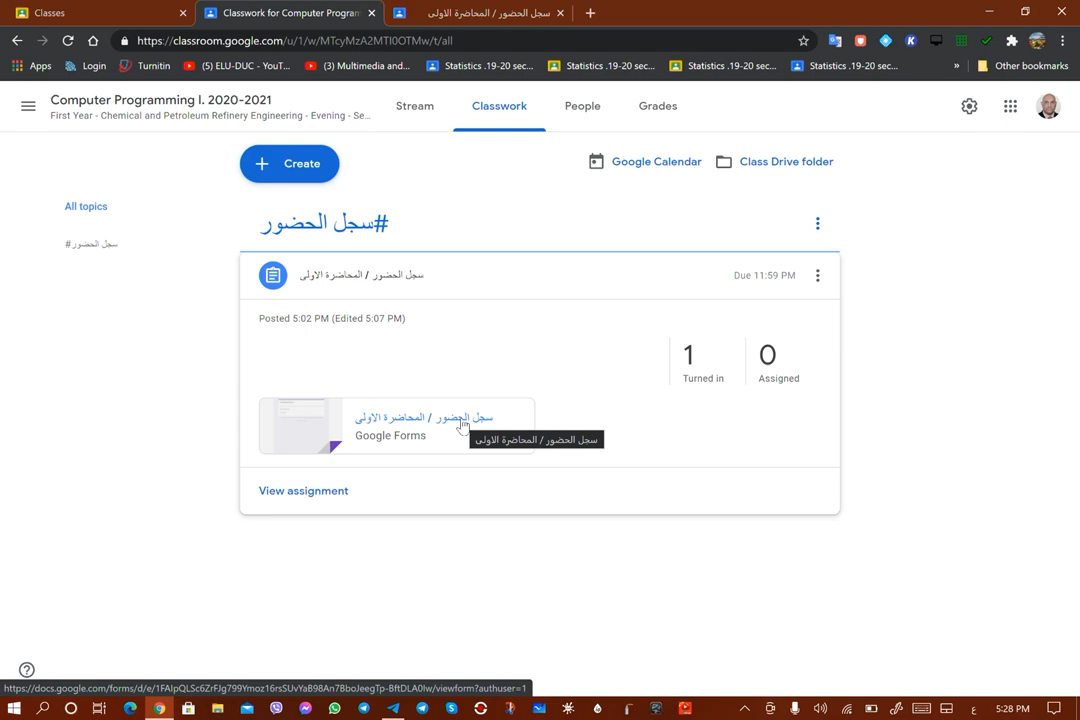 Classes
Classwork for Computer Program
سجل الحضور / المحاضرة الاولى
https://classroom.google.com/u/1/w/MTcyMzA2MTI0OTMw/t/all
Apps
Login
Turnitin
(5) ELU-DUC - YouT...
(3) Multimedia and...
Statistics .19-20 sec...
Statistics .19-20 sec...
Statistics .19-20 sec...
Statistics .19-20 sec...
»
Other bookmarks
Computer Programming I. 2020-2021
First Year - Chemical and Petroleum Refinery Engineering - Evening - Se...
Stream
Classwork
People
Grades
Create
Google Calendar
Class Drive folder
All topics
#سجل الحضور
#سجل الحضور
سجل الحضور / المحاضرة الاولى
Due 11:59 PM
Posted 5:02 PM (Edited 5:07 PM)
1
Turned in
0
Assigned
سجل الحضور / المحاضرة الاولى
Google Forms
سجل الحضور / المحاضرة الاولى
View assignment
https://docs.google.com/forms/d/e/1FAIpQLSc6ZrFJg799Ymoz16rsSUvYaB98An7BboJeegTp-BftDLA0Iw/viewform?authuser=1
ع
5:28 PM